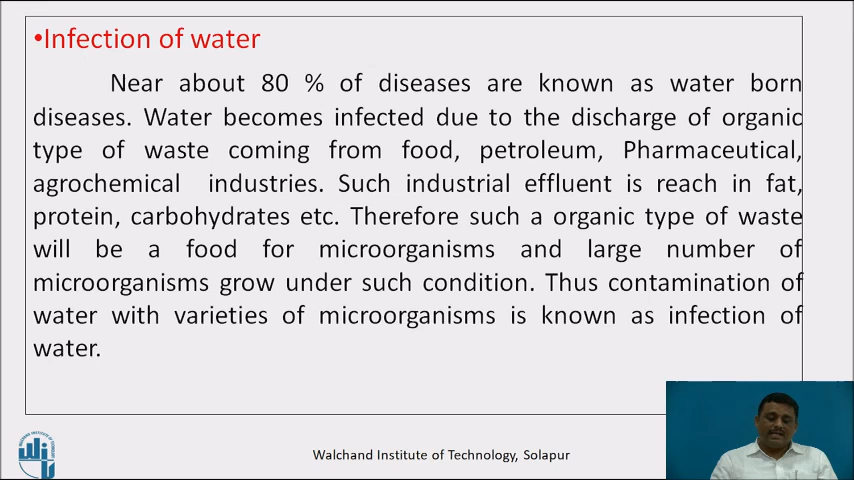 •Infection of water
Near about 80 % of diseases are known as water born
diseases. Water becomes infected due to the discharge of organic
type of waste coming from food, petroleum, Pharmaceutical,
agrochemical industries. Such industrial effluent is reach in fat,
protein, carbohydrates etc. Therefore such a organic type of waste
will be a food for microorganisms and large number of
microorganisms grow under such condition. Thus contamination of
water with varieties of microorganisms is known as infection of
water.
Walchand Institute of Technology, Solapur